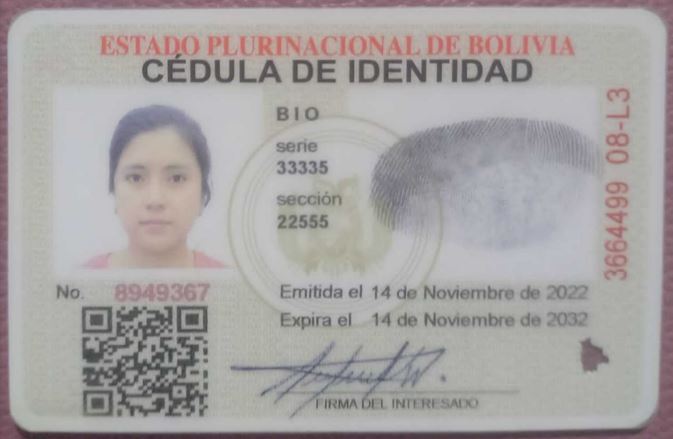 ESTADO PLURINACIONAL DE BOLIVIA
CÉDULA DE IDENTIDAD
BIO
serie
33335
sección
22555
3664499 08-L3
No. 8949367
Emitida el 14 de Noviembre de 2022
Expira el 14 de Noviembre de 2032
FIRMA DEL INTERESADO